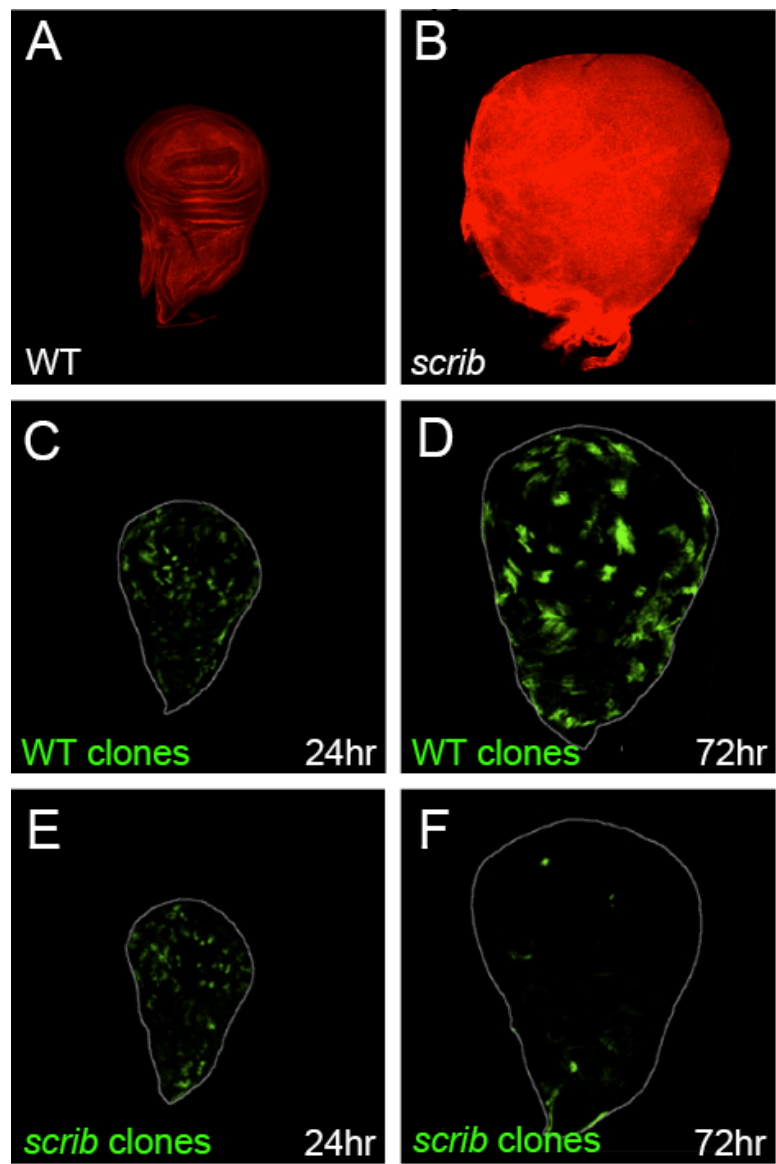 A
B
WT
scrib
C
D
WT clones
24hr
WT clones
72hr
E
F
scrib clones
24hr
scrib clones
72hr